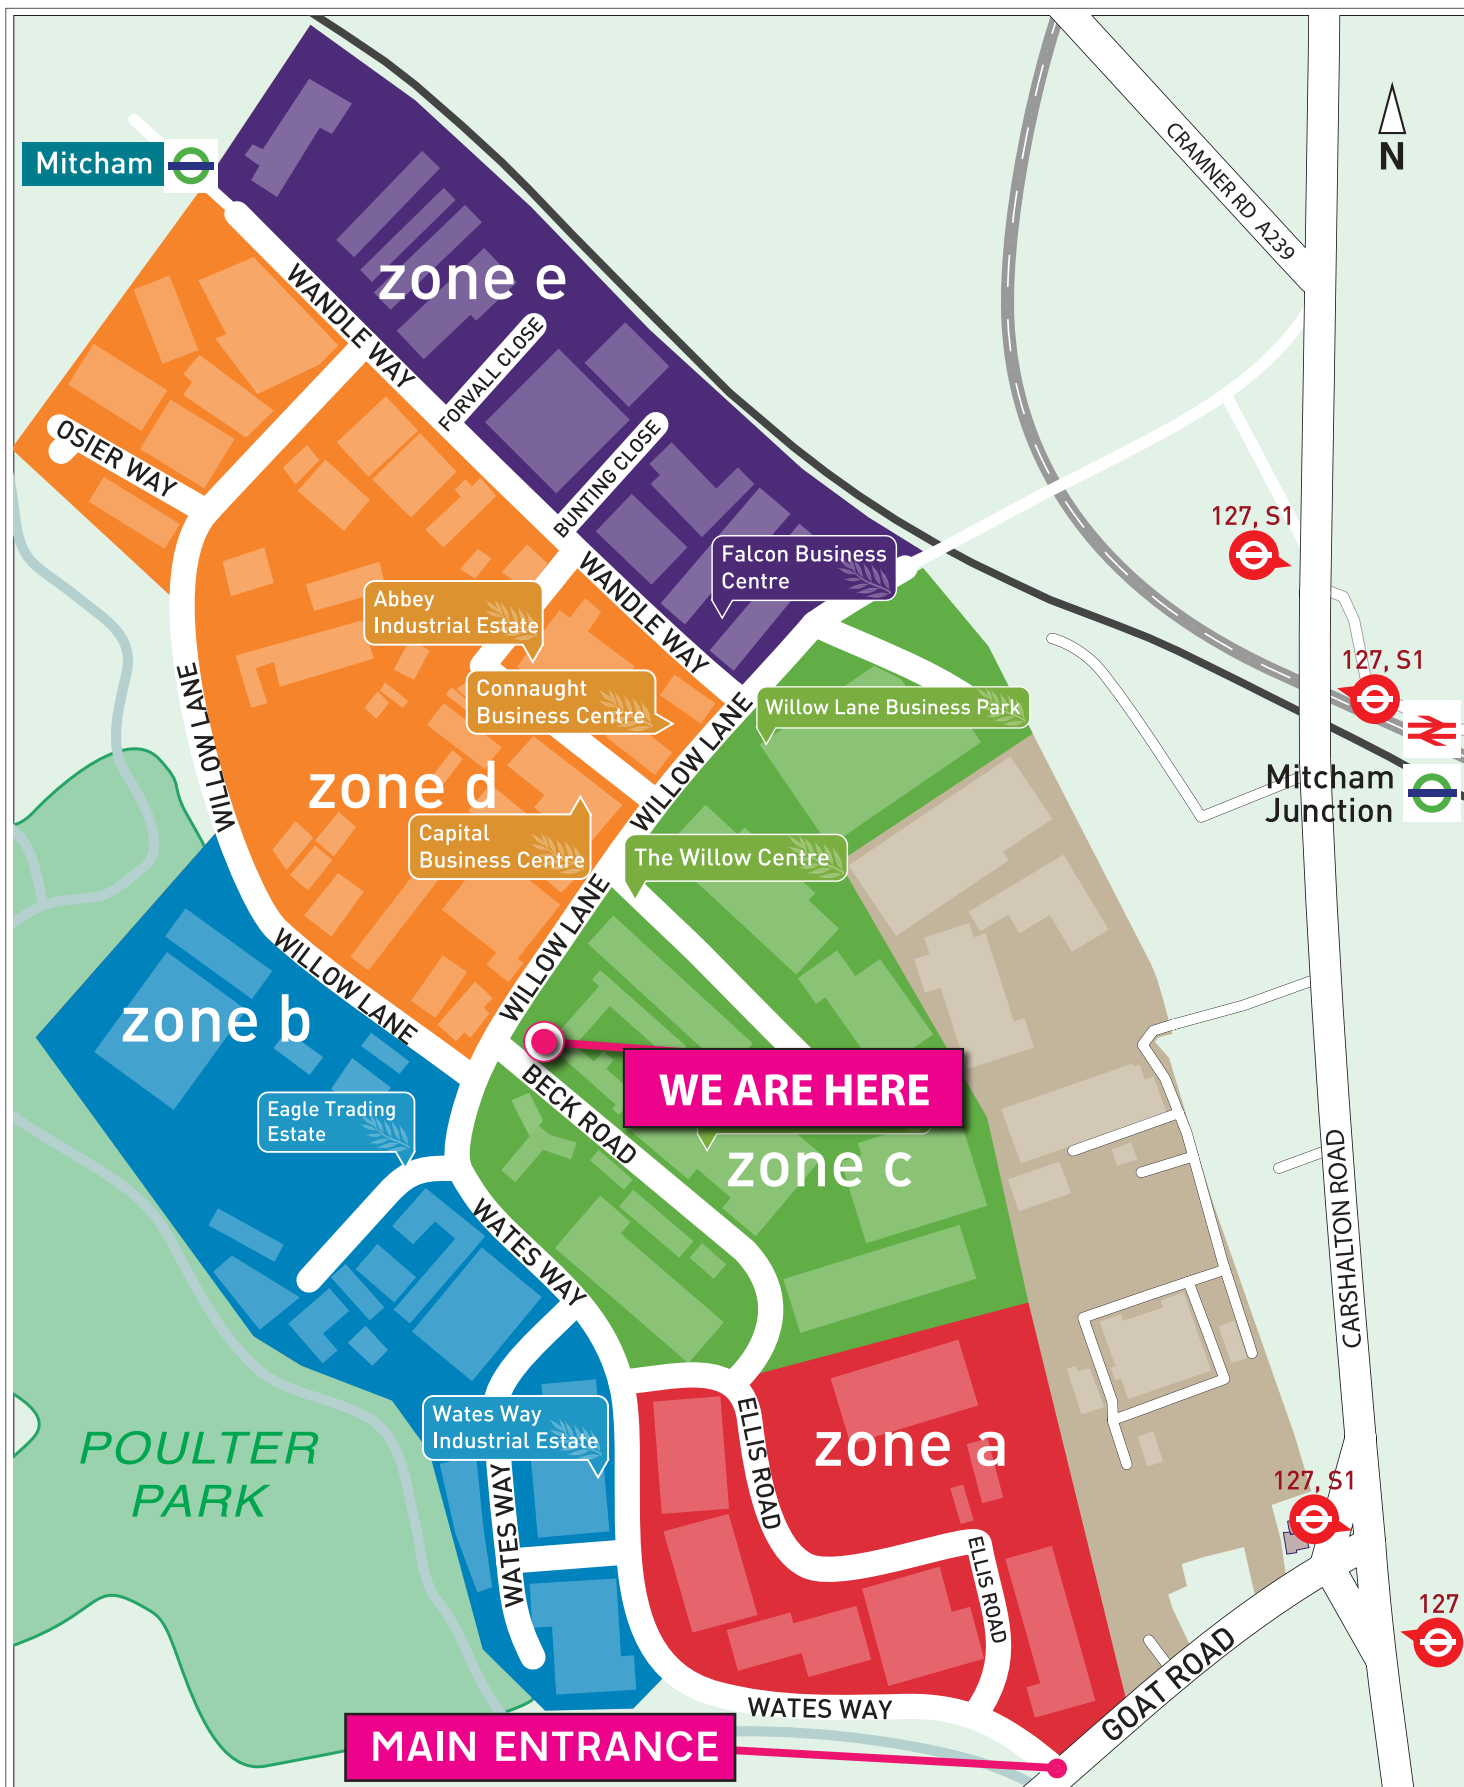 Mitcham
N
CRAMNER RD A239
zone e
WANDLE WAY
FORVALL CLOSE
BUNTING CLOSE
OSIER WAY
127, S1
Falcon Business
Centre
WANDLE WAY
Abbey
Industrial Estate
127, S1
Connaught
Business Centre
Willow Lane Business Park
WILLOW LANE
WILLOW LANE
zone d
Mitcham
Junction
Capital
Business Centre
The Willow Centre
WILLOW LANE
WILLOW LANE
zone b
WE ARE HERE
BECK ROAD
Eagle Trading
Estate
zone c
CARSHALTON ROAD
WATES WAY
Wates Way
Industrial Estate
ELLIS ROAD
zone a
POULTER
PARK
127, S1
WATES WAY
ELLIS ROAD
127
GOAT ROAD
WATES WAY
MAIN ENTRANCE